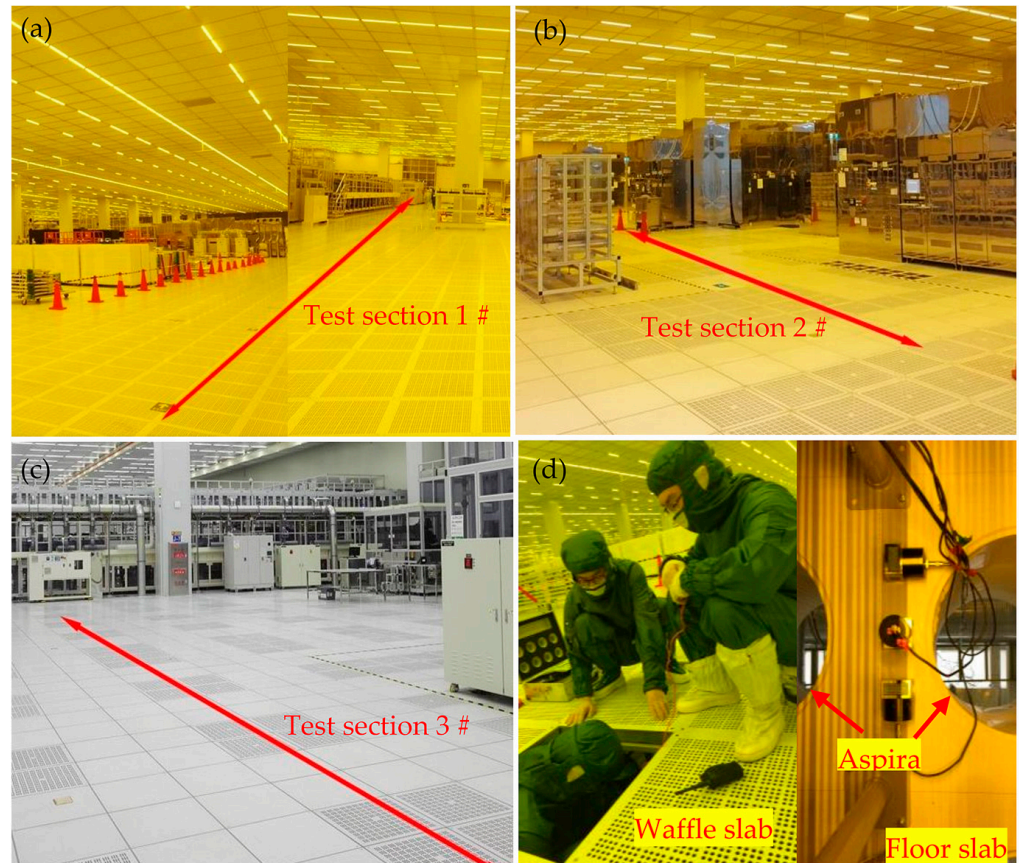 (a)
Test section 1 #
(b)
Test section 2 #
(c)
Test section 3 #
(d)
Waffle slab
Aspira
Floor slab